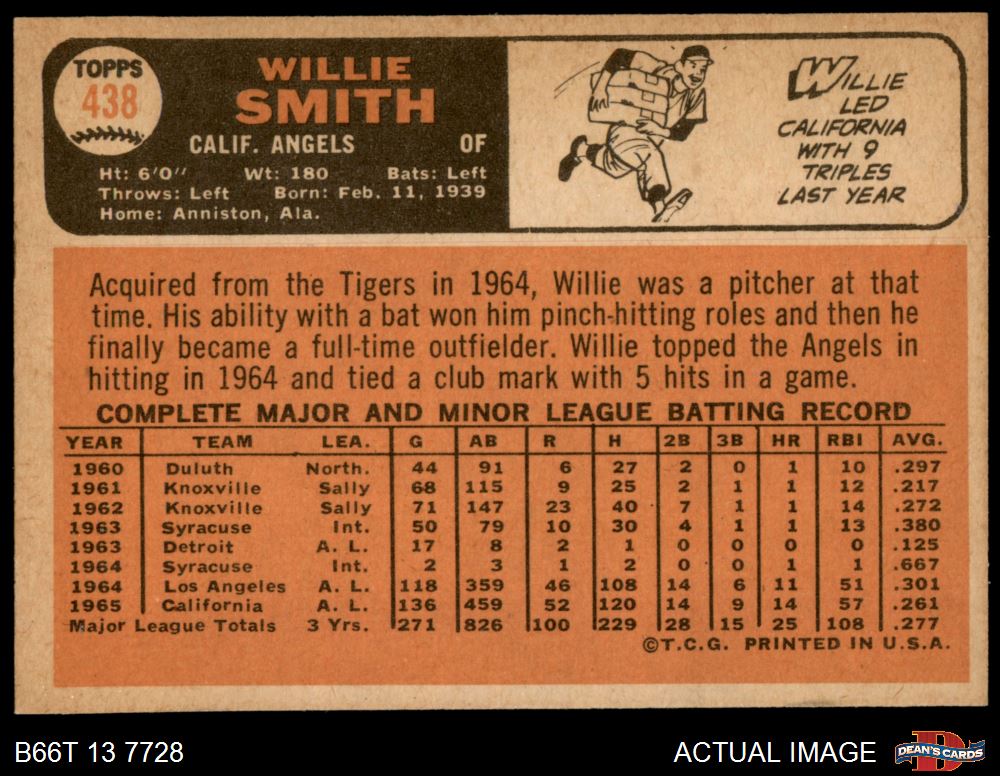 TOPPS
438
WILLIE
SMITH
CALIF. ANGELS OF
Ht: 6'0" Wt: 180 Bats: Left
Throws: Left Born: Feb. 11, 1939
Home: Anniston, Ala.
WILLIE
LED
CALIFORNIA
WITH 9
TRIPLES
LAST YEAR
Acquired from the Tigers in 1964, Willie was a pitcher at that
time. His ability with a bat won him pinch-hitting roles and then he
finally became a full-time outfielder. Willie topped the Angels in
hitting in 1964 and tied a club mark with 5 hits in a game.
COMPLETE MAJOR AND MINOR LEAGUE BATTING RECORD
YEAR TEAM LEA. G AB R H 2B 3B HR RBI AVG.
1960 Duluth North. 44 91 6 27 2 0 1 10 .297
1961 Knoxville Sally 68 115 9 25 2 1 1 12 .217
1962 Knoxville Sally 71 147 23 40 7 1 1 14 .272
1963 Syracuse Int. 50 79 10 30 4 1 1 13 .380
1963 Detroit A. L. 17 8 2 1 0 0 0 0 .125
1964 Syracuse Int. 2 3 1 2 0 0 1 1 .667
1964 Los Angeles A. L. 118 359 46 108 14 6 11 51 .301
1965 California A. L. 136 459 52 120 14 9 14 57 .261
Major League Totals 3 Yrs. 271 826 100 229 28 15 25 108 .277
©T.C.G. PRINTED IN U.S.A.
B66T 13 7728 ACTUAL IMAGE DEAN'S CARDS